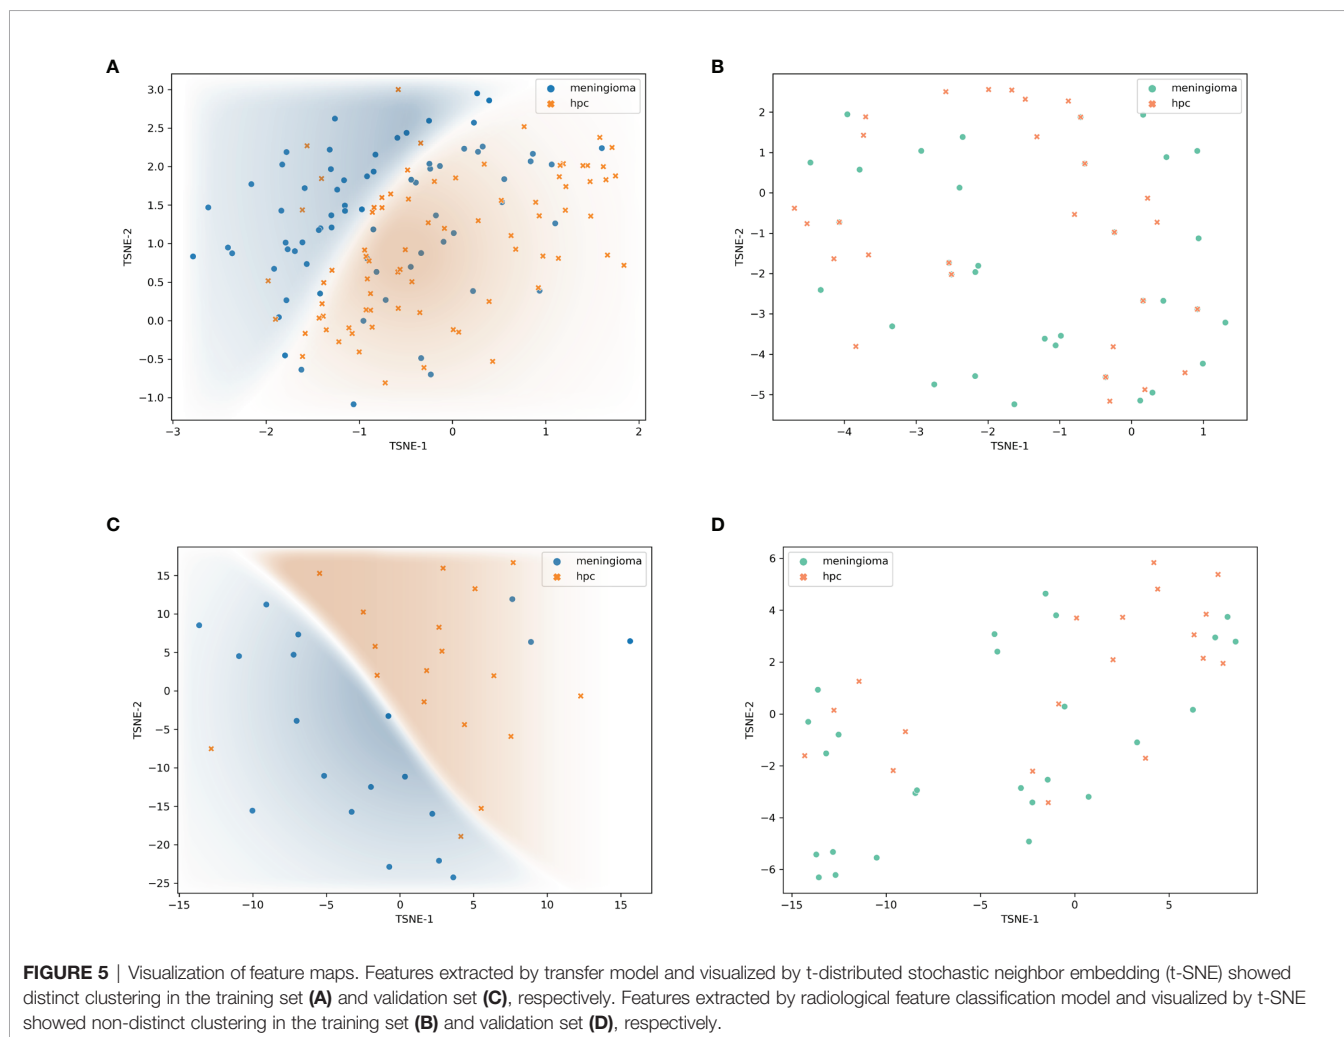 A
3.0
2.5
2.0
1.5
1.0
0.5
0.0
−0.5
−1.0
TSNE-2
−3
−2
−1
0
1
2
TSNE-1
meningioma
hpc
B
2
1
0
−1
−2
−3
−4
−5
TSNE-2
−4
−3
−2
−1
0
1
TSNE-1
meningioma
hpc
C
15
10
5
0
−5
−10
−15
−20
−25
TSNE-2
−15
−10
−5
0
5
10
15
TSNE-1
meningioma
hpc
D
6
4
2
0
−2
−4
−6
TSNE-2
−15
−10
−5
0
5
TSNE-1
meningioma
hpc
FIGURE 5 | Visualization of feature maps. Features extracted by transfer model and visualized by t-distributed stochastic neighbor embedding (t-SNE) showed
distinct clustering in the training set (A) and validation set (C), respectively. Features extracted by radiological feature classification model and visualized by t-SNE
showed non-distinct clustering in the training set (B) and validation set (D), respectively.